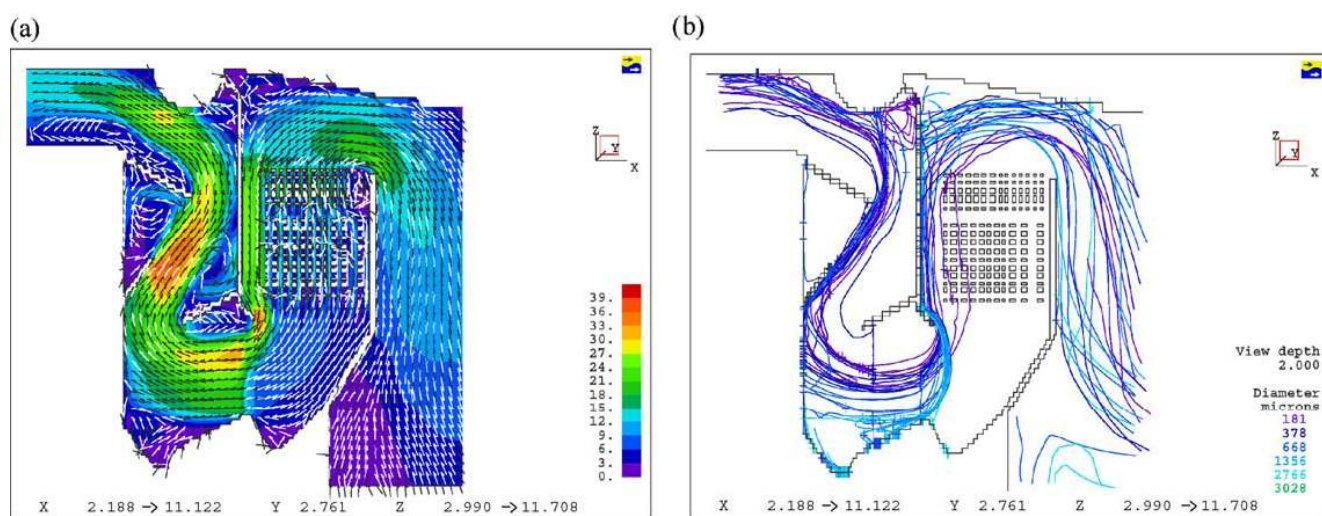 (a)
(b)
Z
Y
X
39.
36.
33.
30.
27.
24.
21.
18.
15.
12.
9.
6.
3.
0.
X 2.188 → 11.122 Y 2.761 Z 2.990 → 11.708
Z
Y
X
View depth
2.000
Diameter
microns
181
378
668
1356
2766
3028
X 2.188 → 11.122 Y 2.761 Z 2.990 → 11.708